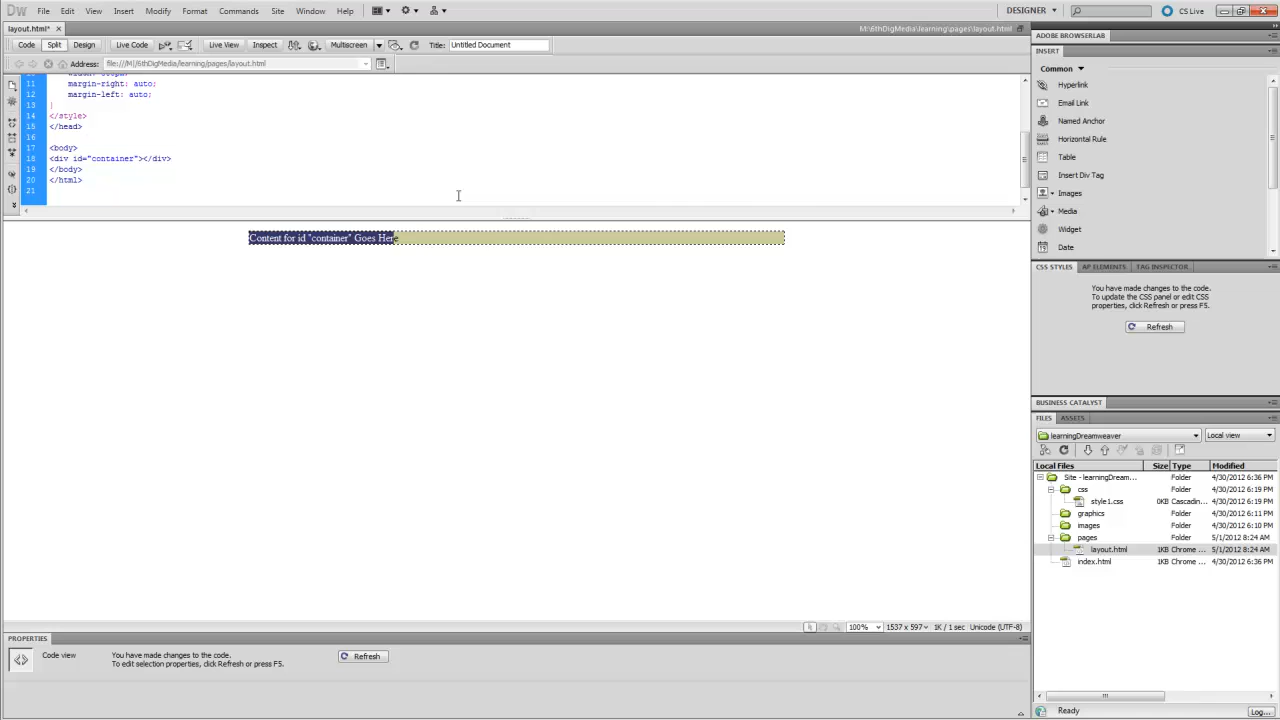 Dw File Edit View Insert Modify Format Commands Site Window Help DESIGNER CS Live
layout.html* M:\6thDigMedia\learning\pages\layout.html
Code Split Design Live Code Live View Inspect Multiscreen Title: Untitled Document
Address: file:///M|/6thDigMedia/learning/pages/layout.html
11 margin-right: auto;
12 margin-left: auto;
13
14 </style>
15 </head>
16
17 <body>
18 <div id="container"></div>
19 </body>
20 </html>
21
Content for id "container" Goes Here
100% 1537 x 597 1K / 1 sec Unicode (UTF-8)
PROPERTIES
Code view You have made changes to the code.
To edit selection properties, click Refresh or press F5.
Refresh
ADOBE BROWSERLAB
INSERT
Common
Hyperlink
Email Link
Named Anchor
Horizontal Rule
Table
Insert Div Tag
Images
Media
Widget
Date
CSS STYLES AP ELEMENTS TAG INSPECTOR
You have made changes to the code.
To update the CSS panel or edit CSS
properties, click Refresh or press F5.
Refresh
BUSINESS CATALYST
FILES ASSETS
learningDreamweaver Local view
Local Files Size Type Modified
Site - learningDream... Folder 4/30/2012 6:36 PM
css Folder 4/30/2012 6:19 PM
style1.css 0KB Cascadin... 4/30/2012 6:19 PM
graphics Folder 4/30/2012 6:11 PM
images Folder 4/30/2012 6:10 PM
pages Folder 5/1/2012 8:24 AM
layout.html 1KB Chrome ... 5/1/2012 8:24 AM
index.html 1KB Chrome ... 4/30/2012 6:36 PM
Ready Log...